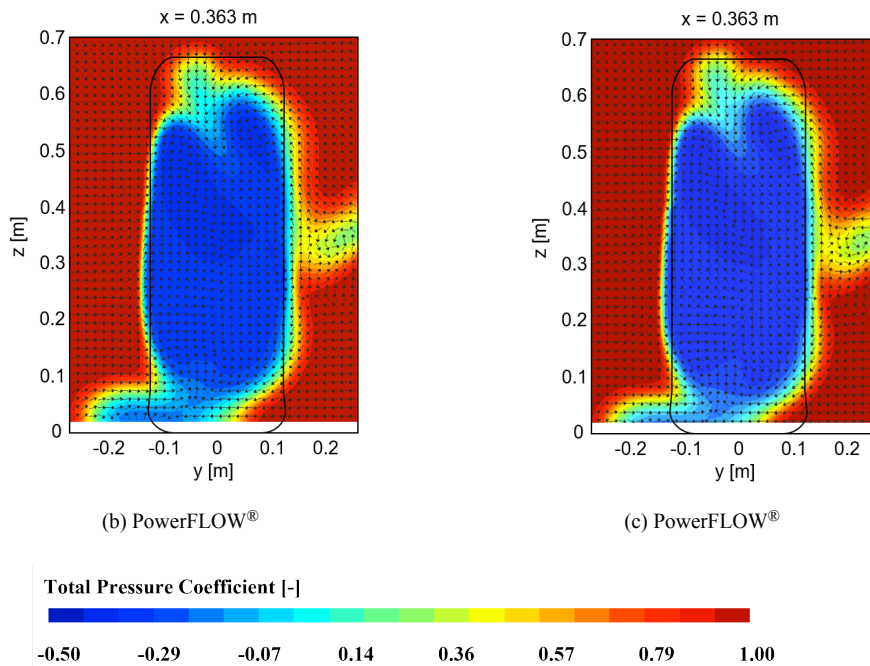 x = 0.363 m
0.7
0.6
0.5
0.4
0.3
0.2
0.1
0
z [m]
-0.2 -0.1 0 0.1 0.2
y [m]
(b) PowerFLOW®
x = 0.363 m
0.7
0.6
0.5
0.4
0.3
0.2
0.1
0
z [m]
-0.2 -0.1 0 0.1 0.2
y [m]
(c) PowerFLOW®
Total Pressure Coefficient [-]
-0.50 -0.29 -0.07 0.14 0.36 0.57 0.79 1.00